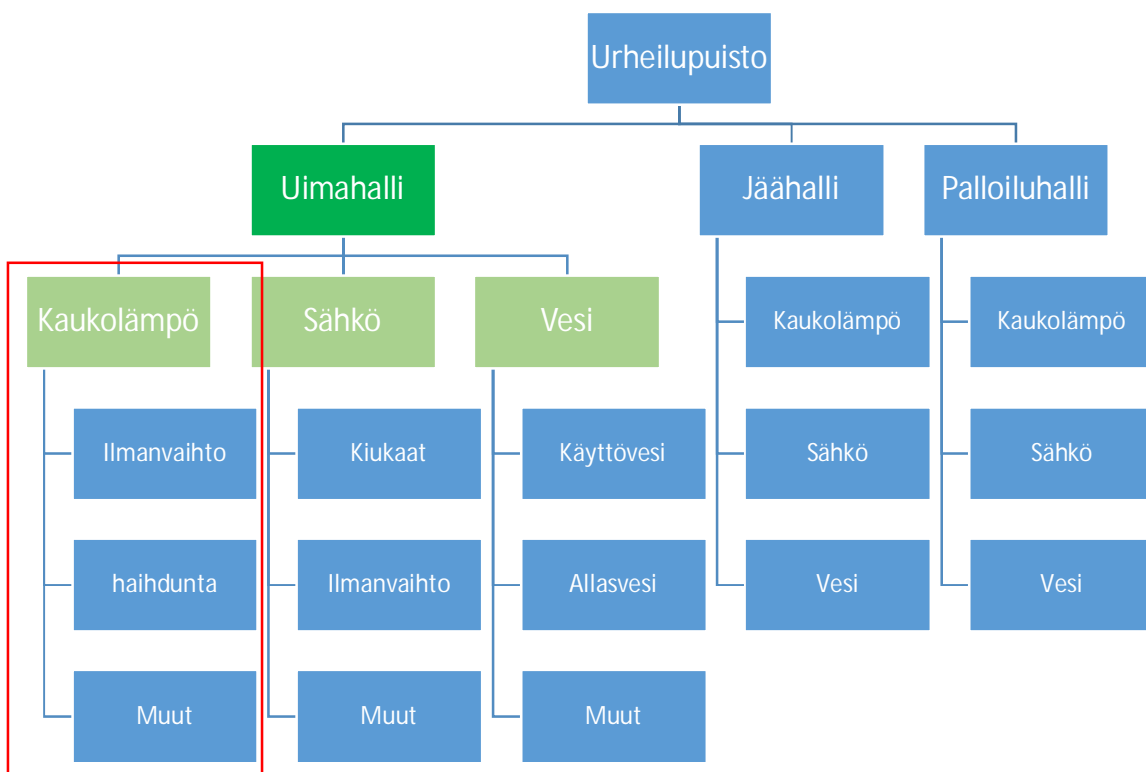 Urheilupuisto
Uimahalli
Jäähalli
Palloiluhalli
Kaukolämpö
Sähkö
Vesi
Kaukolämpö
Kaukolämpö
Ilmanvaihto
Kiukaat
Käyttövesi
Sähkö
Sähkö
haihdunta
Ilmanvaihto
Allasvesi
Vesi
Vesi
Muut
Muut
Muut